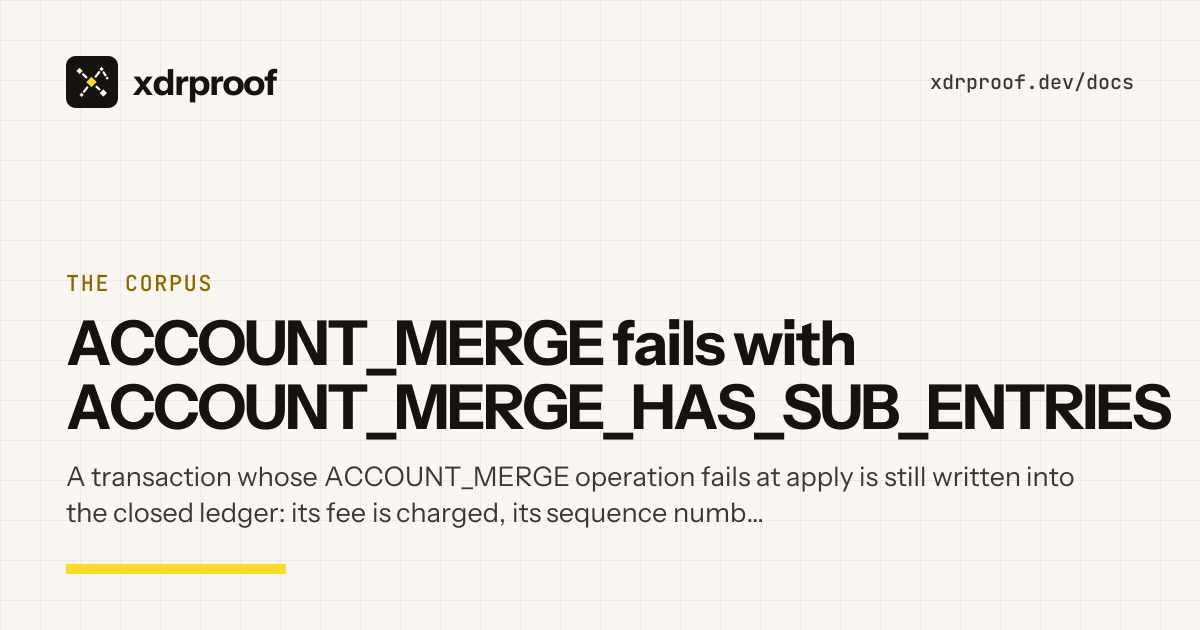 xdrproof
xdrproof.dev/docs
THE CORPUS
ACCOUNT_MERGE fails with
ACCOUNT_MERGE_HAS_SUB_ENTRIES
A transaction whose ACCOUNT_MERGE operation fails at apply is still written into
the closed ledger: its fee is charged, its sequence numb…